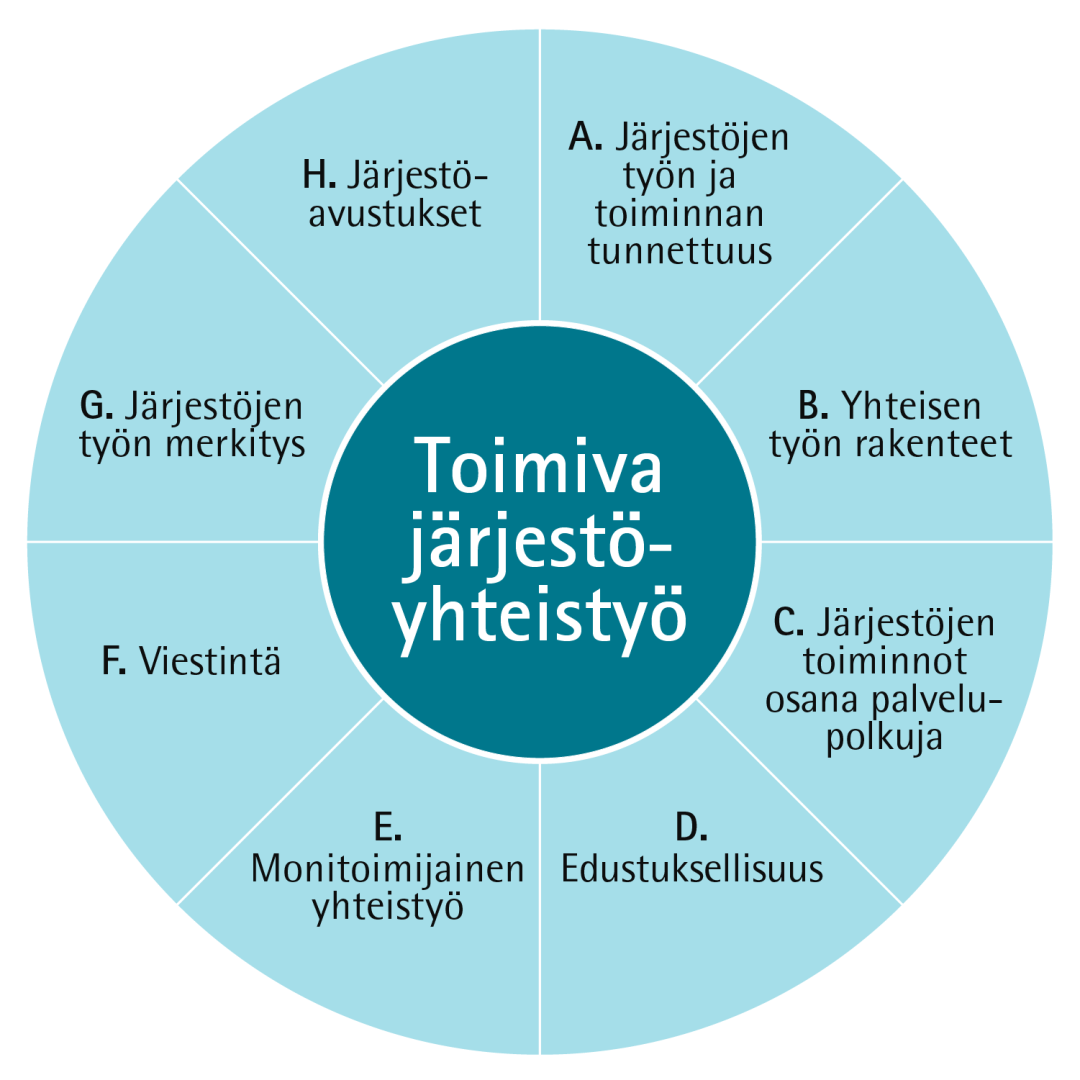 Toimiva
järjestö-
yhteistyö
A. Järjestöjen
työn ja
toiminnan
tunnettuus
B. Yhteisen
työn rakenteet
C. Järjestöjen
toiminnot
osana palvelu-
polkuja
D.
Edustuksellisuus
E.
Monitoimijainen
yhteistyö
F. Viestintä
G. Järjestöjen
työn merkitys
H. Järjestö-
avustukset